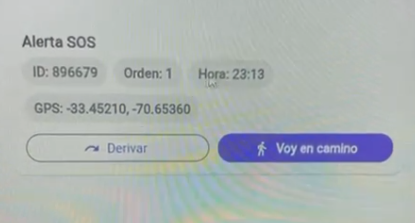 Alerta SOS
ID: 896679 Orden: 1 Hora: 23:13
GPS: -33.45210, -70.65360
Derivar Voy en camino